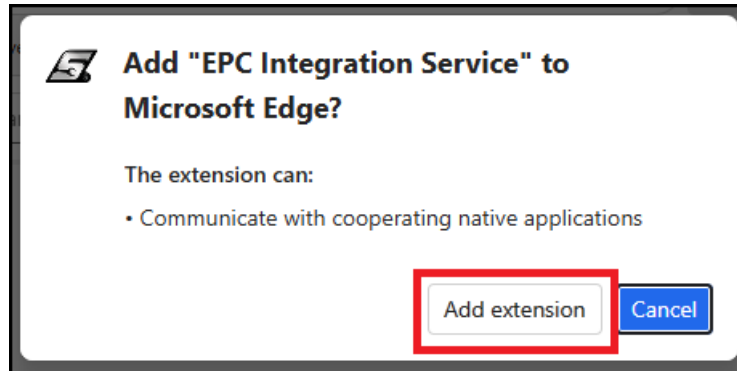 Add "EPC Integration Service" to
Microsoft Edge?
The extension can:
• Communicate with cooperating native applications
Add extension
Cancel